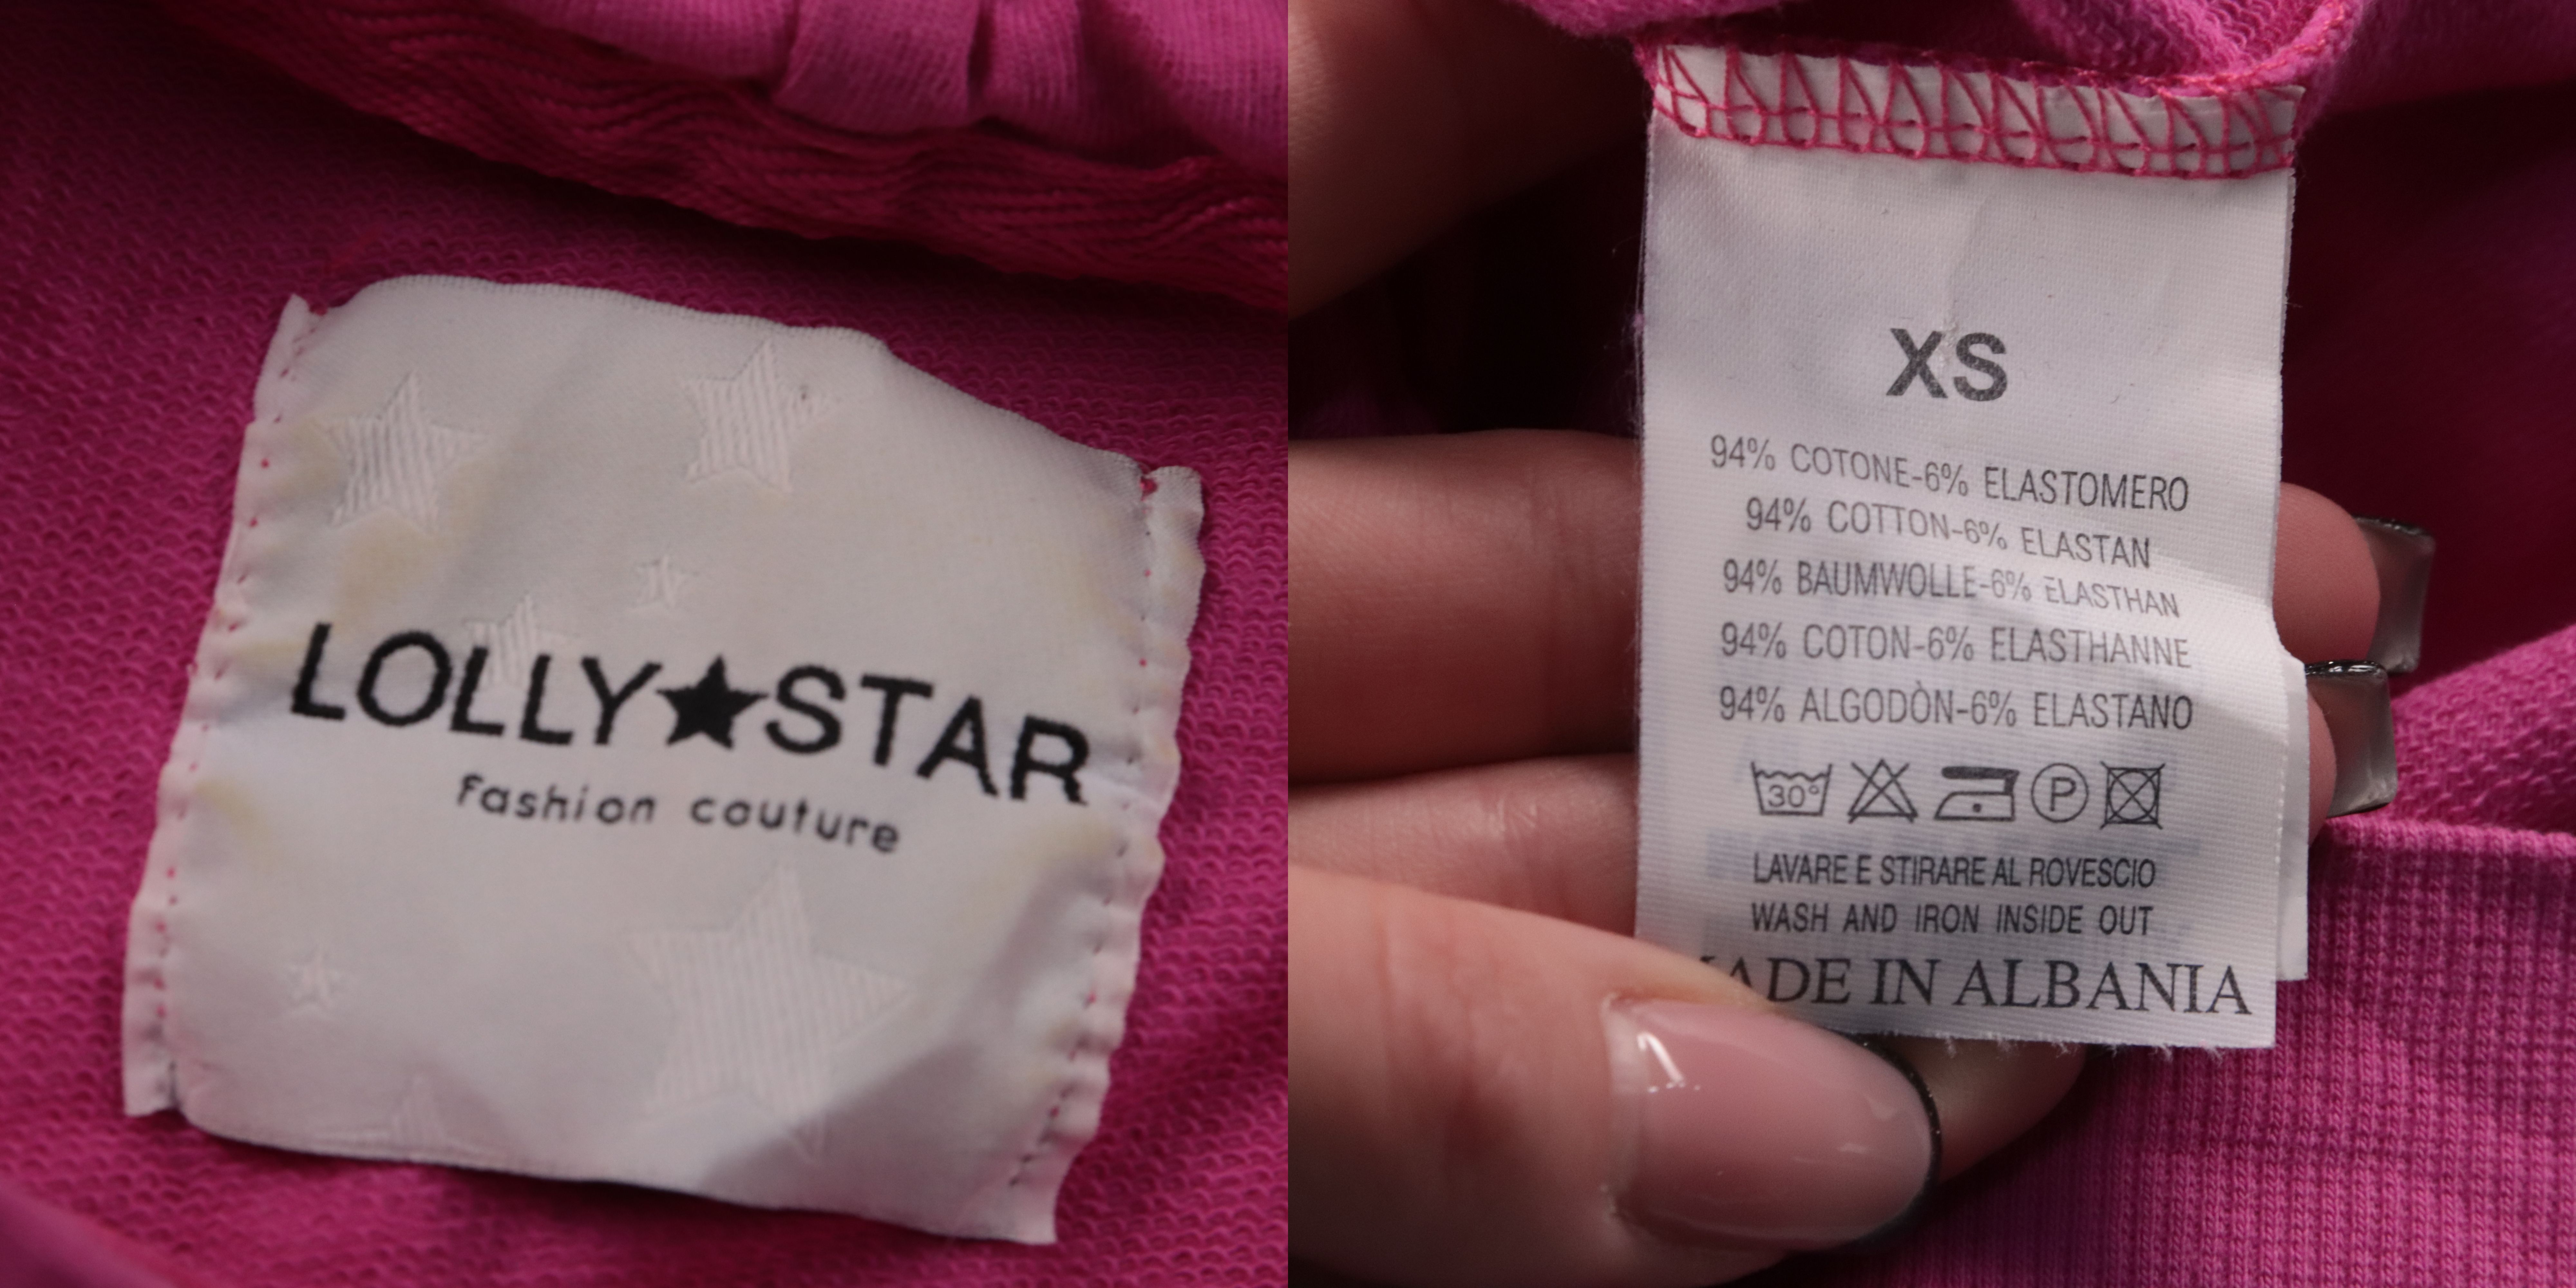 LOLLY★STAR
fashion couture
XS
94% COTONE-6% ELASTOMERO
94% COTTON-6% ELASTAN
94% BAUMWOLLE-6% ELASTHAN
94% COTON-6% ELASTHANNE
94% ALGODÒN-6% ELASTANO
30° P
LAVARE E STIRARE AL ROVESCIO
WASH AND IRON INSIDE OUT
MADE IN ALBANIA